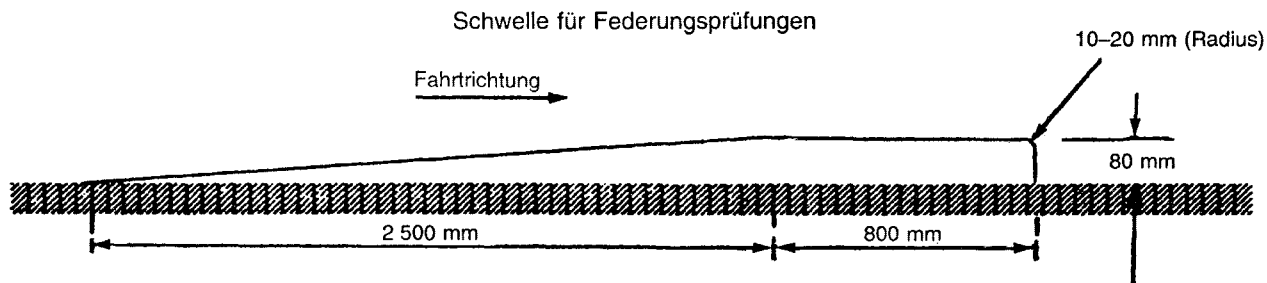 Schwelle für Federungsprüfungen
10–20 mm (Radius)
Fahrtrichtung
80 mm
2 500 mm
800 mm